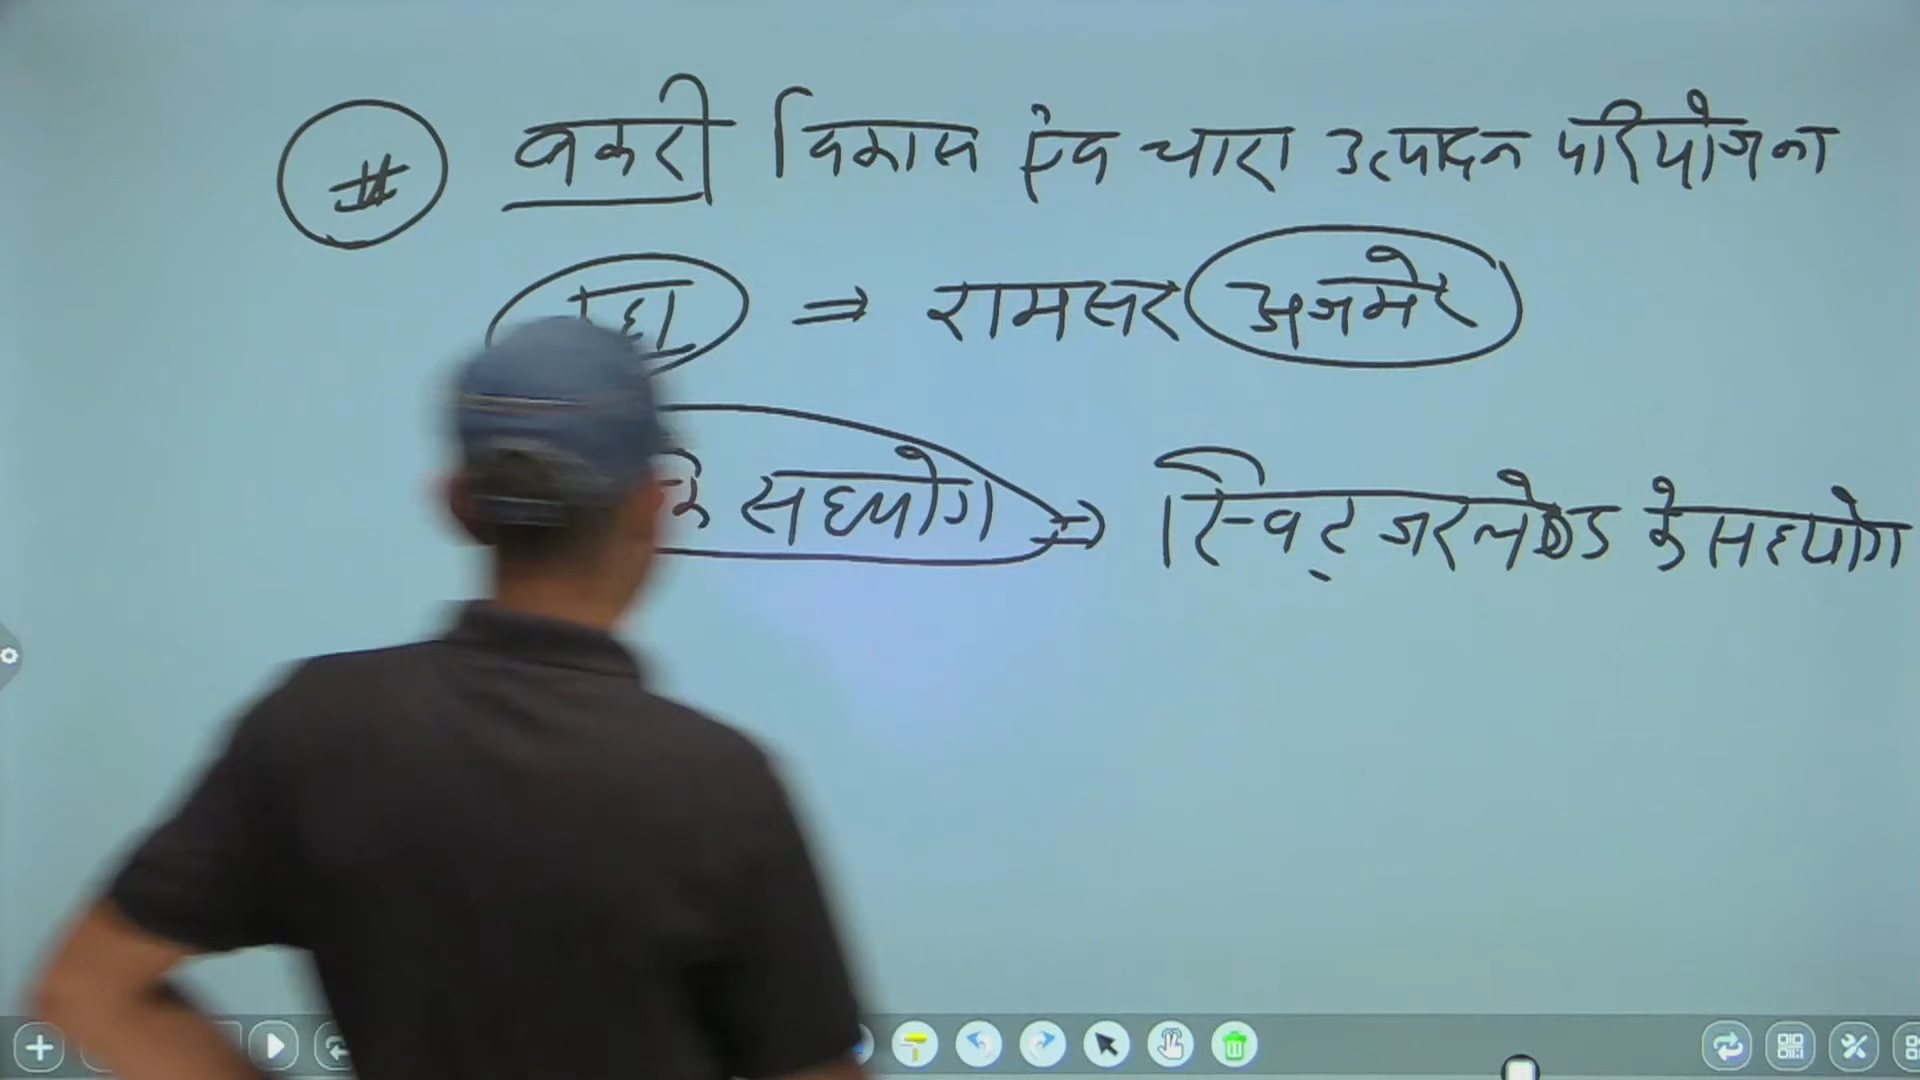 # बकरी विकास एंव चारा उत्पादन परियोजना
⇒ रामसर अजमेर
के सहयोग ⇒ स्विट्जरलैण्ड के सहयोग